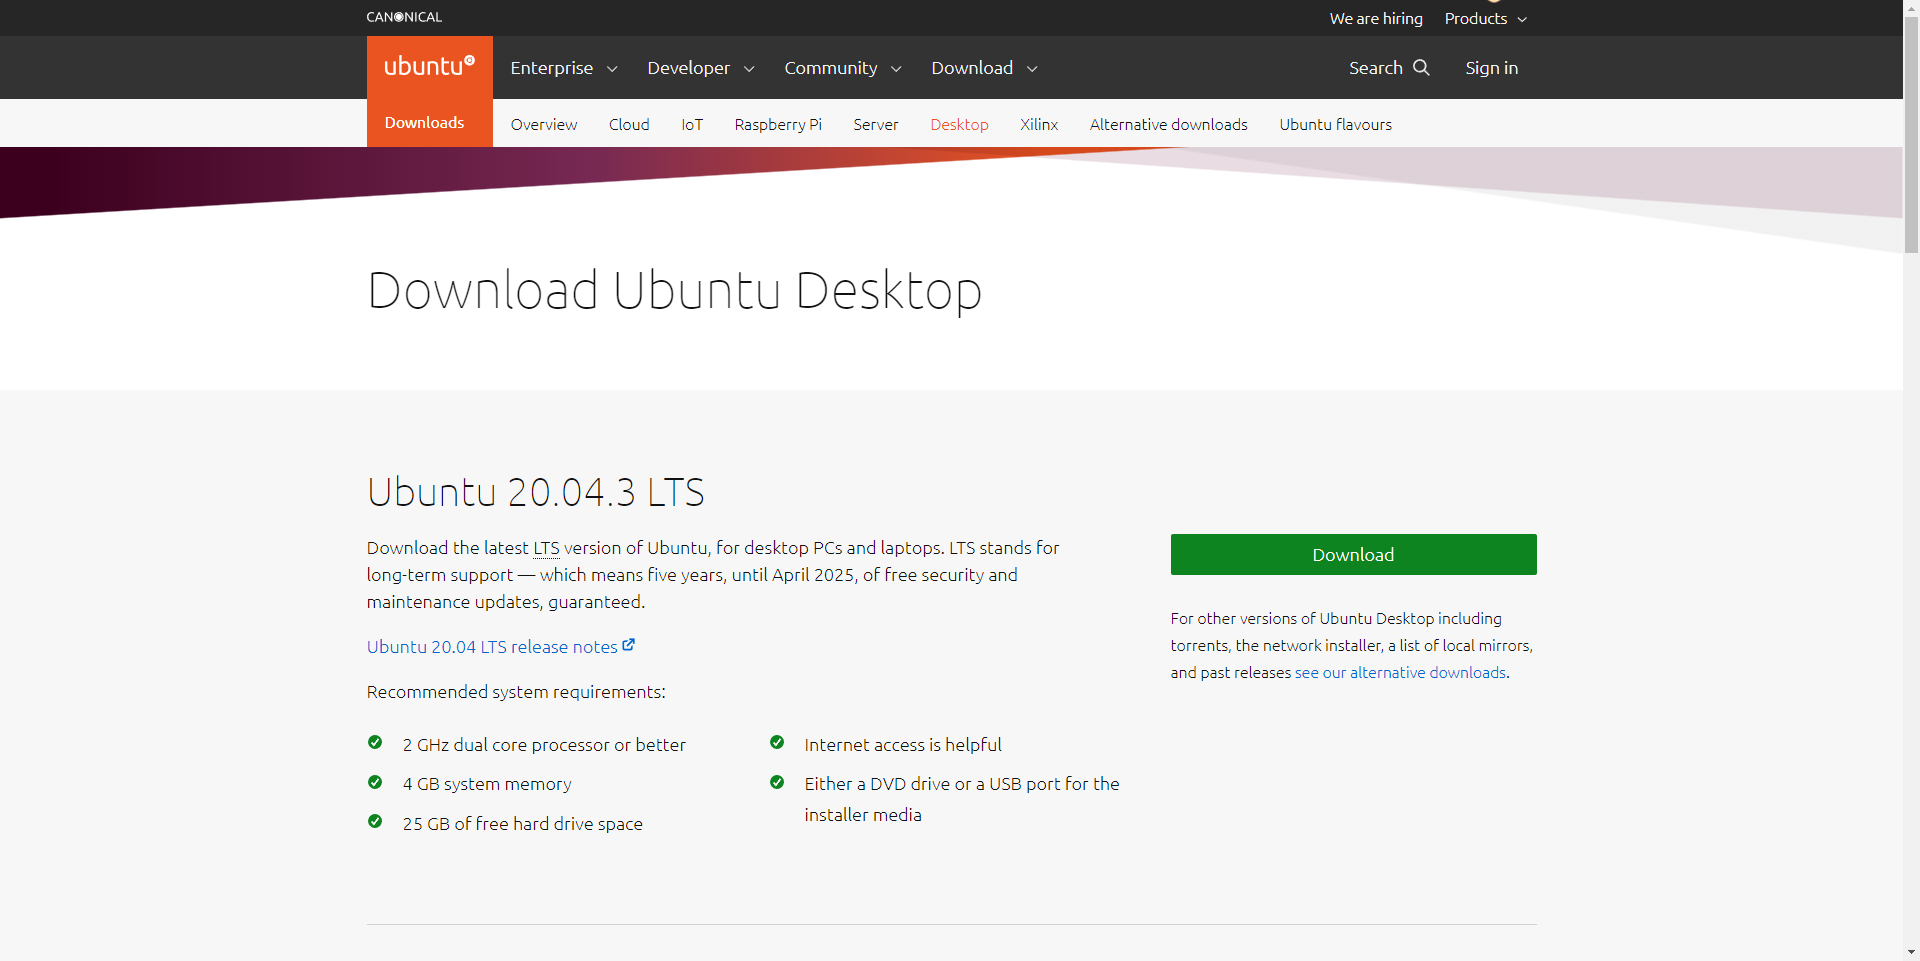 CANONICAL
We are hiring
Products
ubuntu
Enterprise
Developer
Community
Download
Search
Sign in
Downloads
Overview
Cloud
IoT
Raspberry Pi
Server
Desktop
Xilinx
Alternative downloads
Ubuntu flavours
Download Ubuntu Desktop
Ubuntu 20.04.3 LTS
Download the latest LTS version of Ubuntu, for desktop PCs and laptops. LTS stands for
long-term support — which means five years, until April 2025, of free security and
maintenance updates, guaranteed.
Ubuntu 20.04 LTS release notes
Recommended system requirements:
2 GHz dual core processor or better
4 GB system memory
25 GB of free hard drive space
Internet access is helpful
Either a DVD drive or a USB port for the
installer media
Download
For other versions of Ubuntu Desktop including
torrents, the network installer, a list of local mirrors,
and past releases see our alternative downloads.